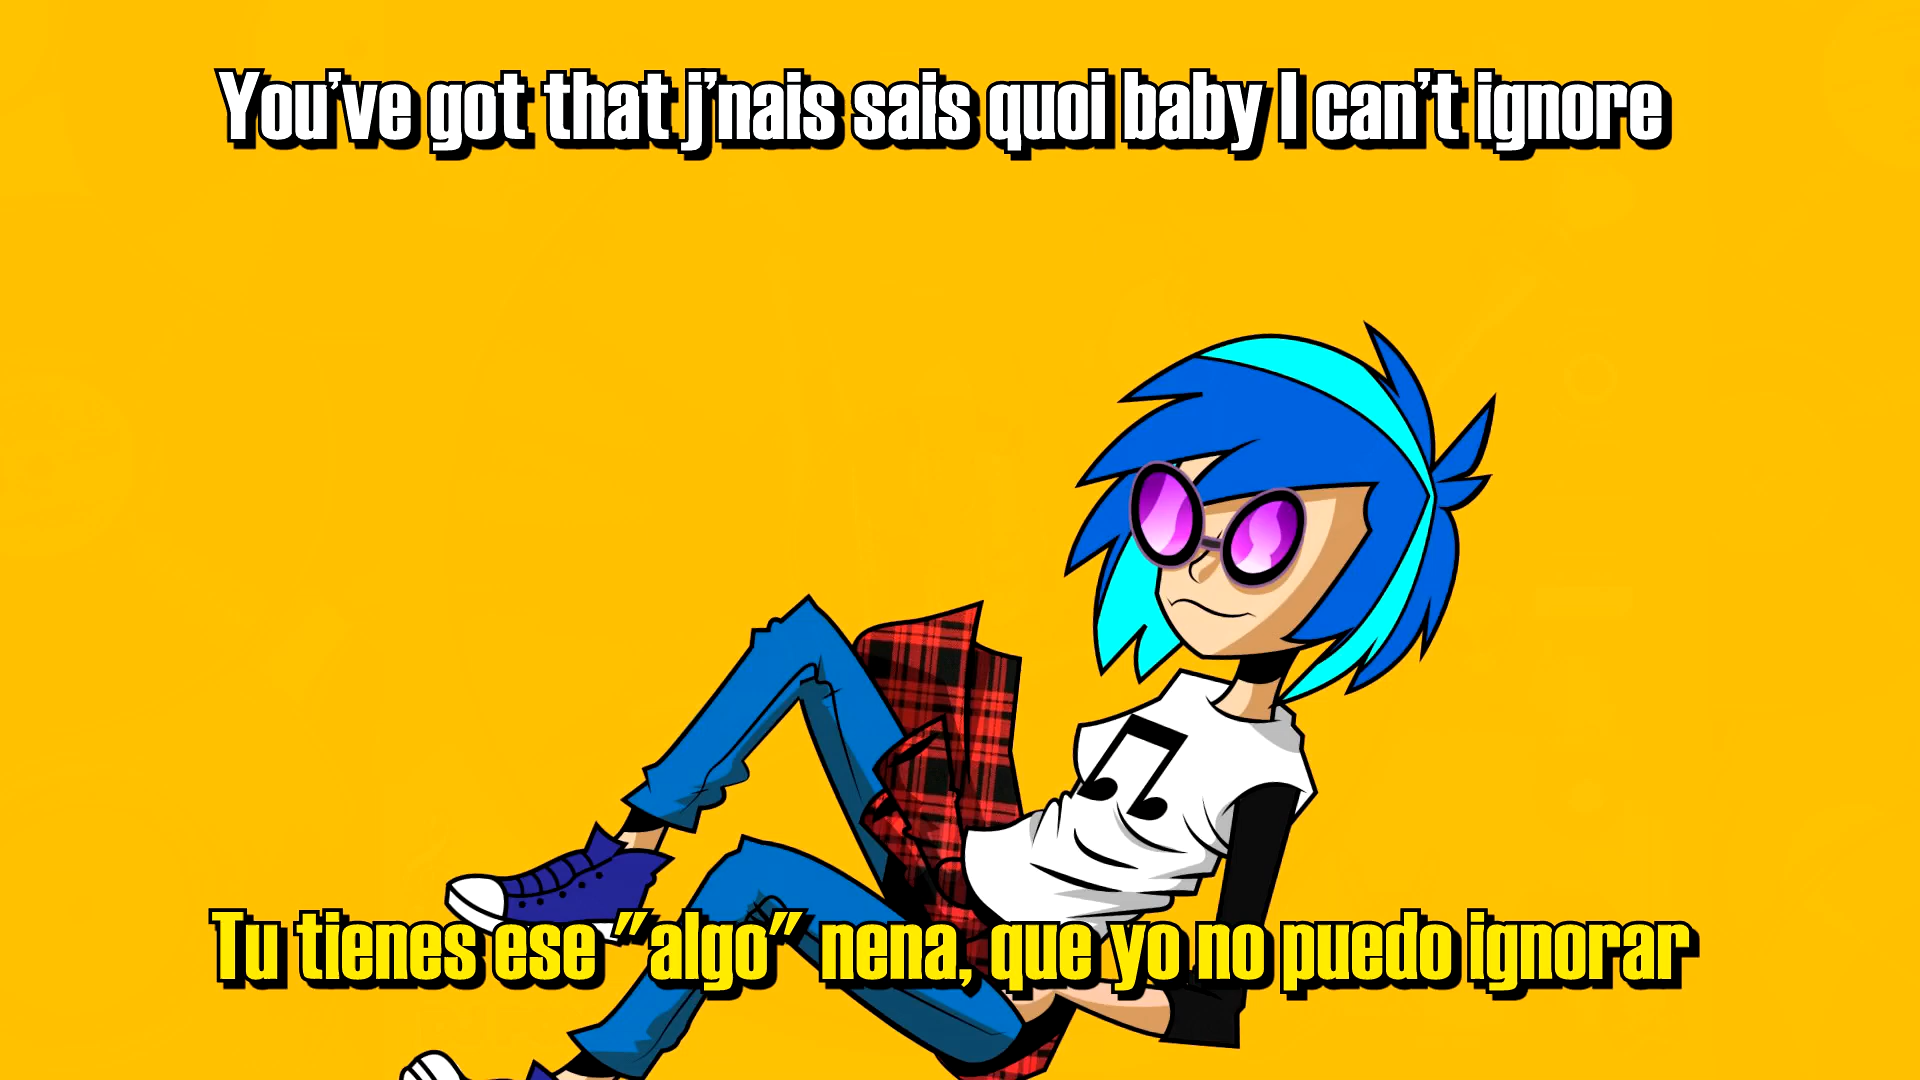 You've got that j'nais sais quoi baby I can't ignore
Tu tienes ese "algo" nena, que yo no puedo ignorar